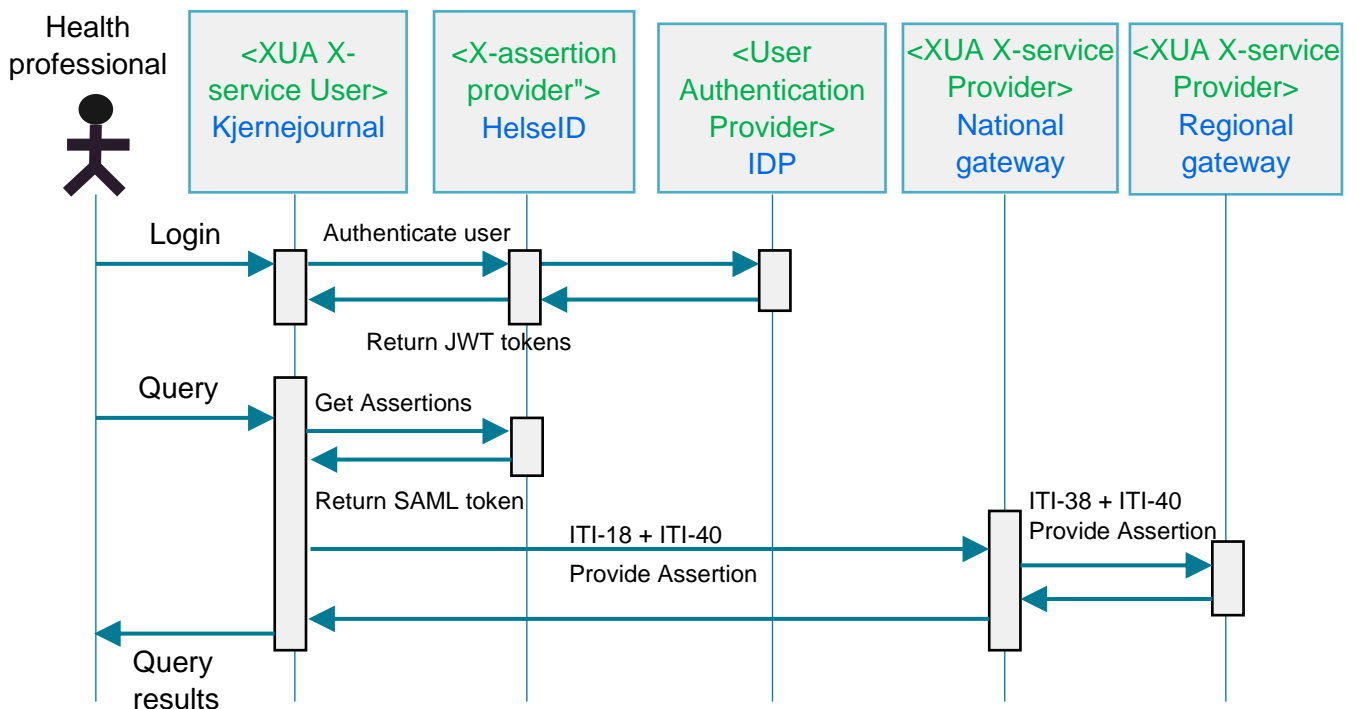 Health
professional
<XUA X-
service User>
Kjernejournal
<X-assertion
provider">
HelseID
<User
Authentication
Provider>
IDP
<XUA X-service
Provider>
National
gateway
<XUA X-service
Provider>
Regional
gateway
Login
Authenticate user
Return JWT tokens
Query
Get Assertions
Return SAML token
ITI-18 + ITI-40
Provide Assertion
ITI-38 + ITI-40
Provide Assertion
Query
results